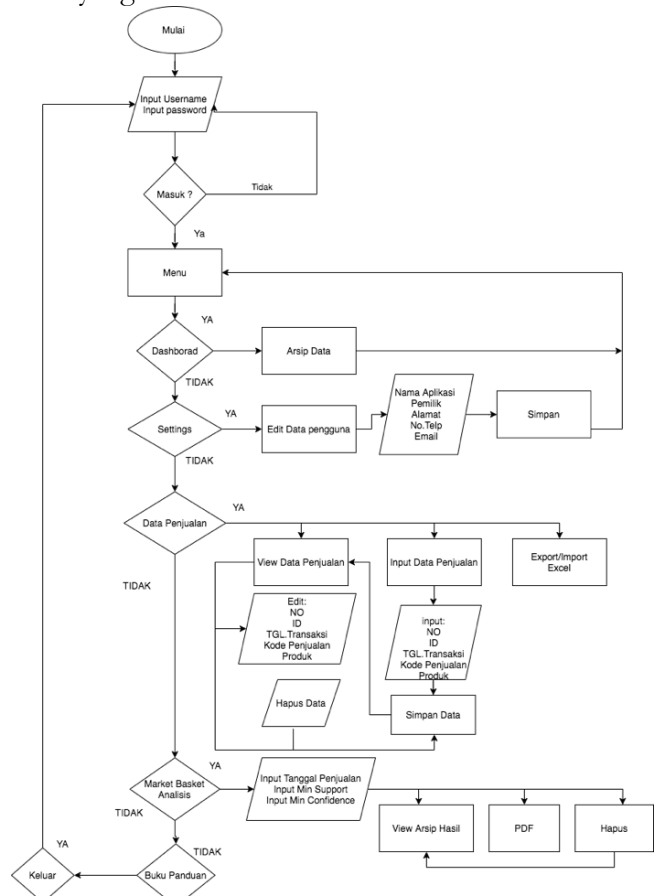 Mulai
Input Username
Input password
Masuk ?
Tidak
Ya
Menu
YA
Dashborad
Arsip Data
TIDAK
Settings
YA
Edit Data pengguna
Nama Aplikasi
Pemilik
Alamat
No.Telp
Email
Simpan
TIDAK
Data Penjualan
YA
View Data Penjualan
Input Data Penjualan
Export/Import
Excel
TIDAK
Edit:
NO
ID
TGL.Transaksi
Kode Penjualan
Produk
input:
NO
ID
TGL.Transaksi
Kode Penjualan
Produk
Hapus Data
Simpan Data
Market Basket
Analisis
YA
Input Tanggal Penjualan
Input Min Support
Input Min Confidence
TIDAK
View Arsip Hasil
PDF
Hapus
YA
TIDAK
Keluar
Buku Panduan